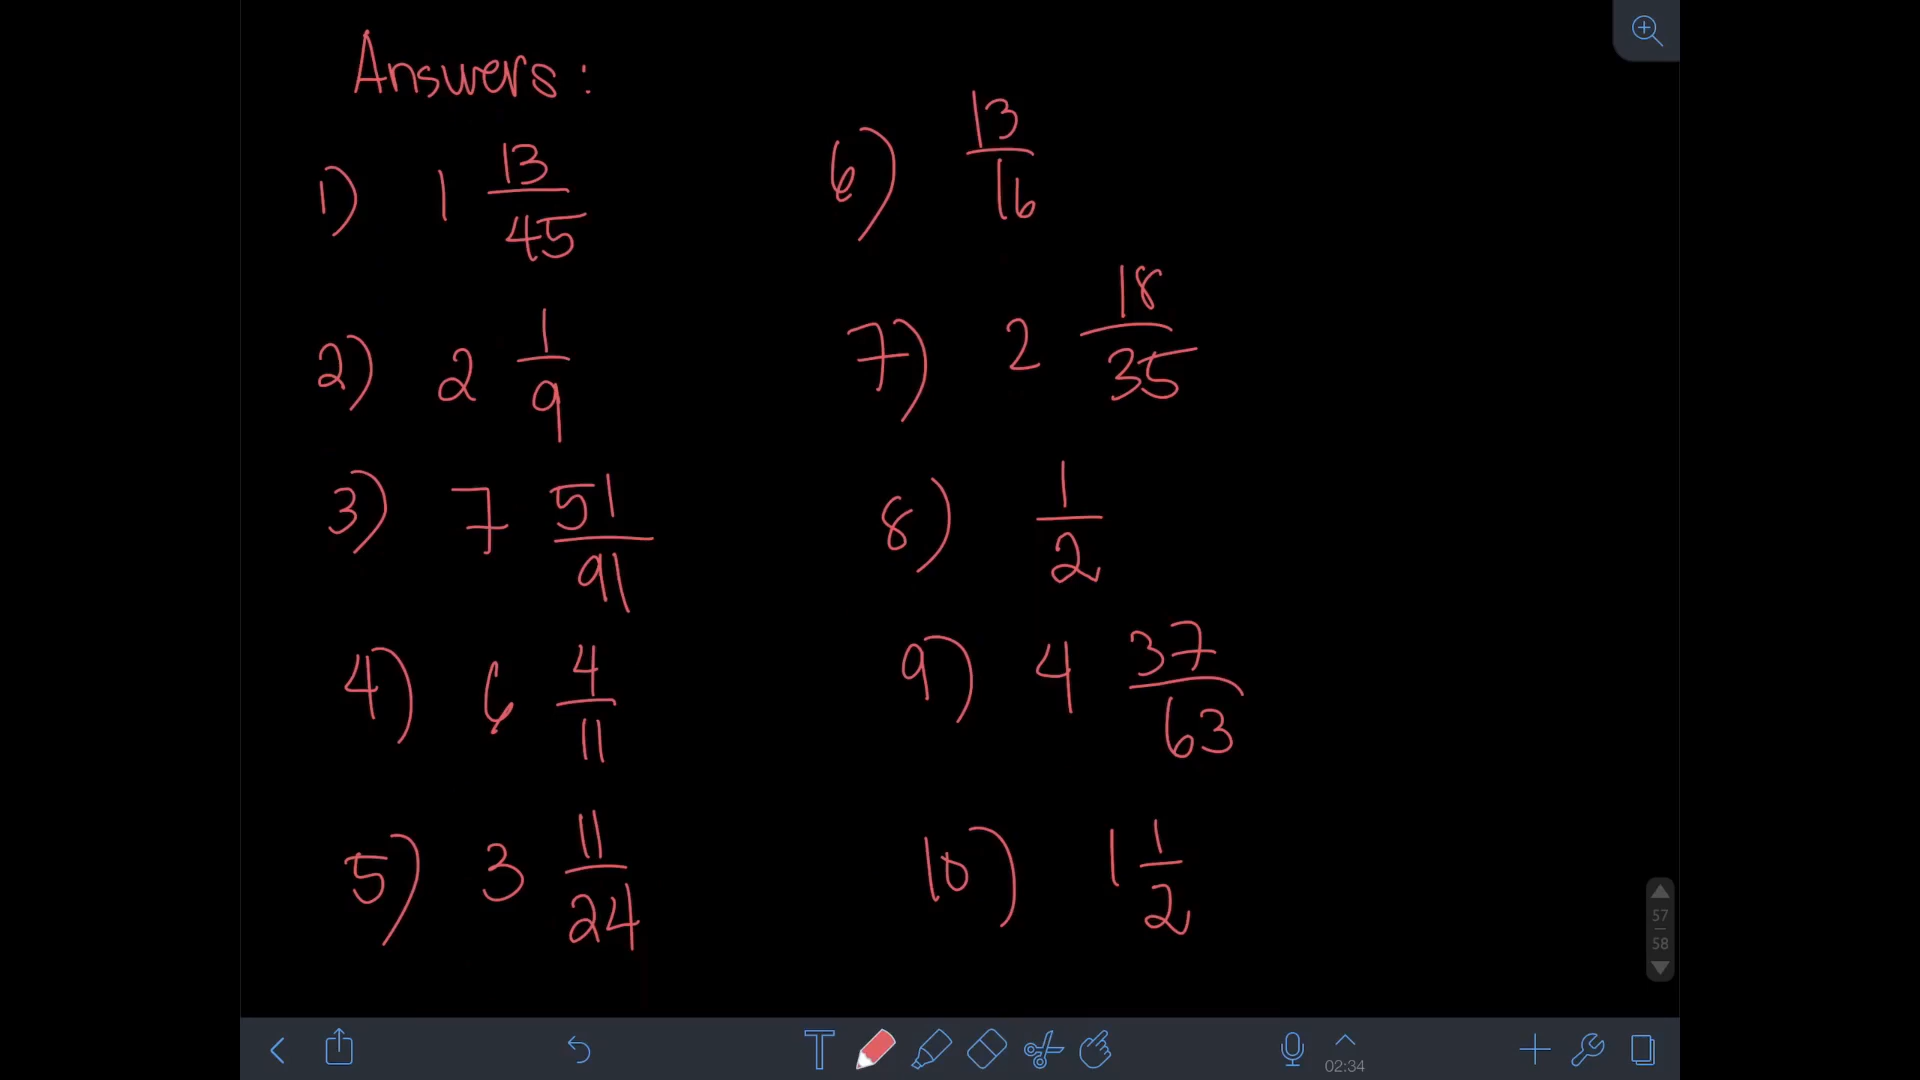 Answers:
1) 1 13/45
2) 2 1/9
3) 7 51/91
4) 6 4/11
5) 3 11/24
6) 13/16
7) 2 18/35
8) 1/2
9) 4 37/63
10) 1 1/2
57
58
T
02:34